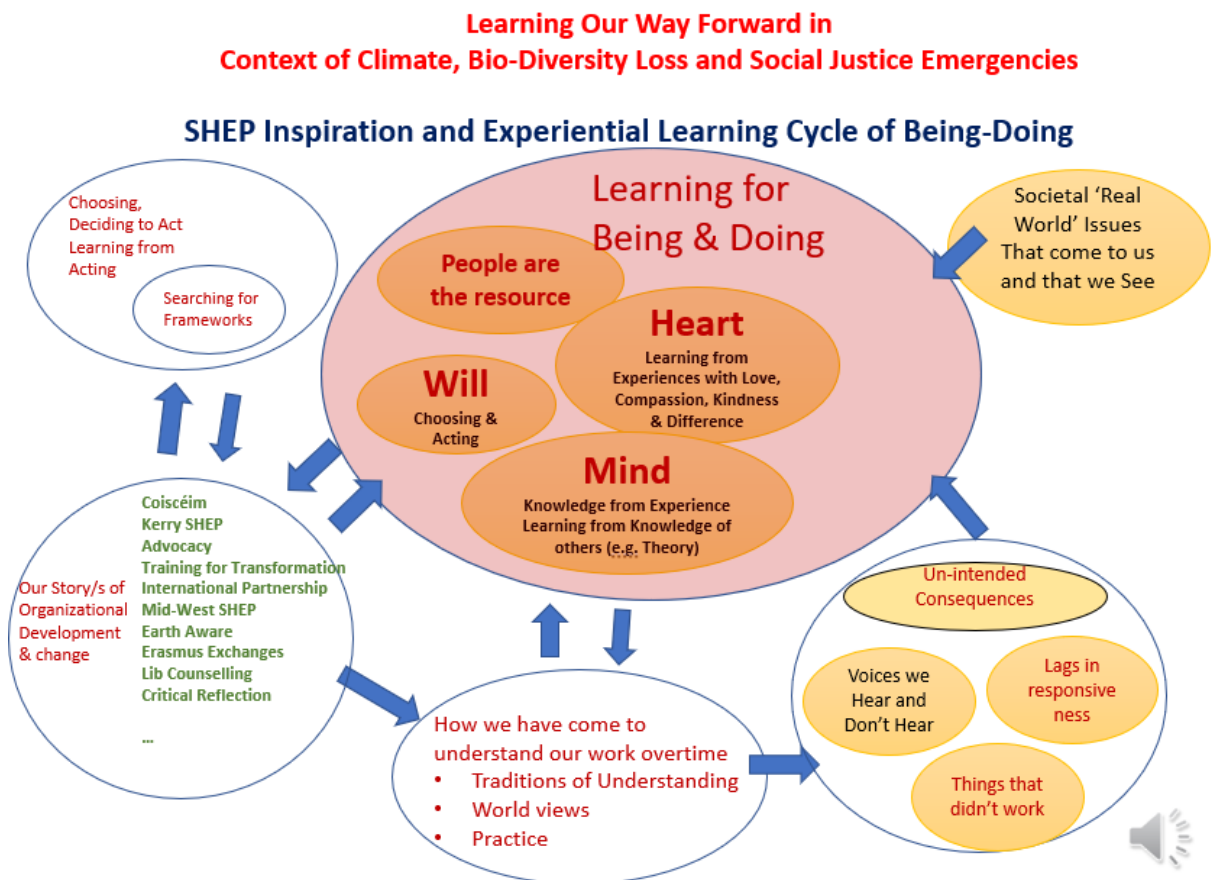 Learning Our Way Forward in
Context of Climate, Bio-Diversity Loss and Social Justice Emergencies
SHEP Inspiration and Experiential Learning Cycle of Being-Doing
Choosing,
Deciding to Act
Learning from
Acting
Searching for
Frameworks
Learning for
Being & Doing
People are
the resource
Heart
Learning from
Experiences with Love,
Compassion, Kindness
& Difference
Will
Choosing &
Acting
Mind
Knowledge from Experience
Learning from Knowledge of
others (e.g. Theory)
Societal ‘Real
World’ Issues
That come to us
and that we See
Our Story/s of
Organizational
Development
& change
Coiscéim
Kerry SHEP
Advocacy
Training for Transformation
International Partnership
Mid-West SHEP
Earth Aware
Erasmus Exchanges
Lib Counselling
Critical Reflection
...
How we have come to
understand our work overtime
• Traditions of Understanding
• World views
• Practice
Un-intended
Consequences
Voices we
Hear and
Don’t Hear
Lags in
responsive
ness
Things that
didn’t work